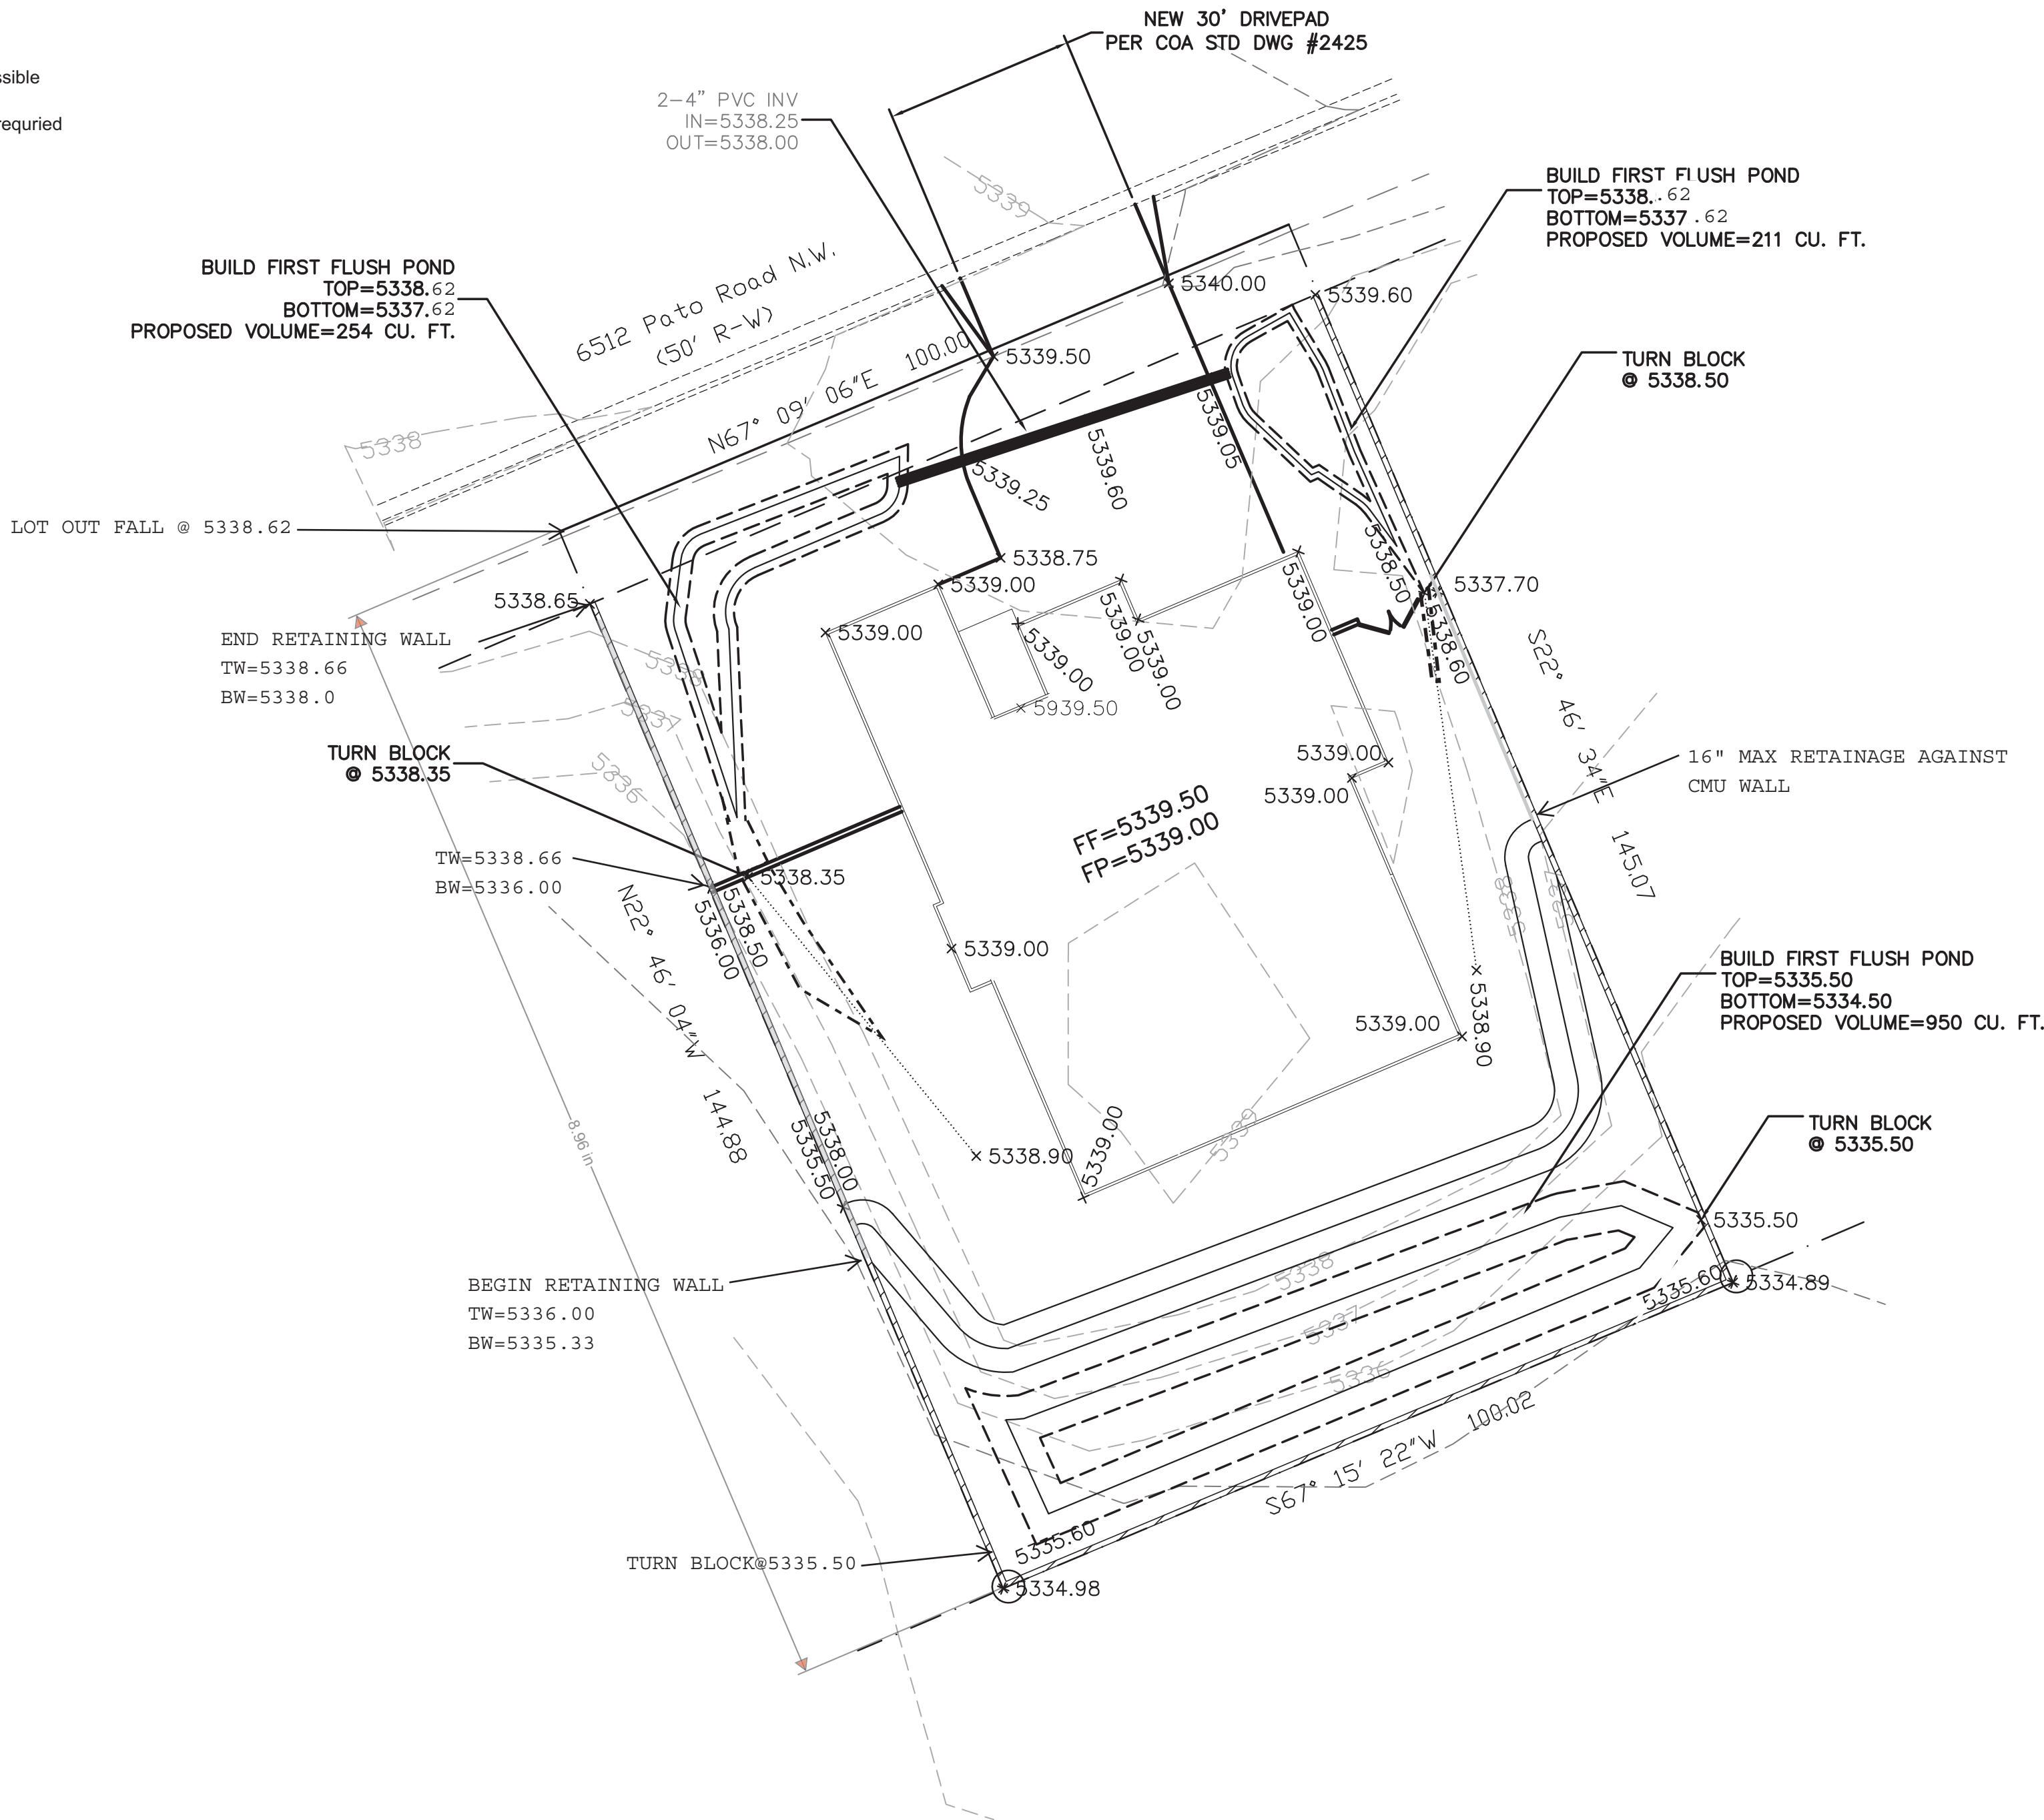 NEW 30' DRIVEPAD
PER COA STD DWG #2425
ssible
requried
2-4" PVC INV
IN=5338.25
OUT=5338.00
5339
BUILD FIRST FLUSH POND
TOP=5338..62
BOTTOM=5337 .62
PROPOSED VOLUME=211 CU. FT.
BUILD FIRST FLUSH POND
TOP=5338.62
BOTTOM=5337.62
PROPOSED VOLUME=254 CU. FT.
6512 Pato Road N.W.
(50' R-W)
5340.00
5339.60
5339.50
TURN BLOCK
@ 5338.50
N67° 09' 06"E 100.00
5338
5339.25
5339.60
5339.05
LOT OUT FALL @ 5338.62
5338.75
5339.00
5338.50
5337.70
5338.65
5339.00
5339.00
5339.00
5339.00
5339.00
5338.60
END RETAINING WALL
TW=5338.66
BW=5338.0
5338
5337
5336
5939.50
S22° 46' 34"E 145.07
TURN BLOCK
@ 5338.35
5339.00
5339.00
16" MAX RETAINAGE AGAINST
CMU WALL
FF=5339.50
FP=5339.00
TW=5338.66
BW=5336.00
5338.35
5338.50
5336.00
N22° 46' 04"W 144.88
5339.00
5338
5337
BUILD FIRST FLUSH POND
TOP=5335.50
BOTTOM=5334.50
PROPOSED VOLUME=950 CU. FT.
5339.00
5338.90
8.96 in
5338.00
5335.50
5338.90
5339.00
5339
TURN BLOCK
@ 5335.50
5335.50
BEGIN RETAINING WALL
TW=5336.00
BW=5335.33
5338
5337
5336
5335.60
5334.89
S67° 15' 22"W 100.02
TURN BLOCK@5335.50
5335.60
5334.98